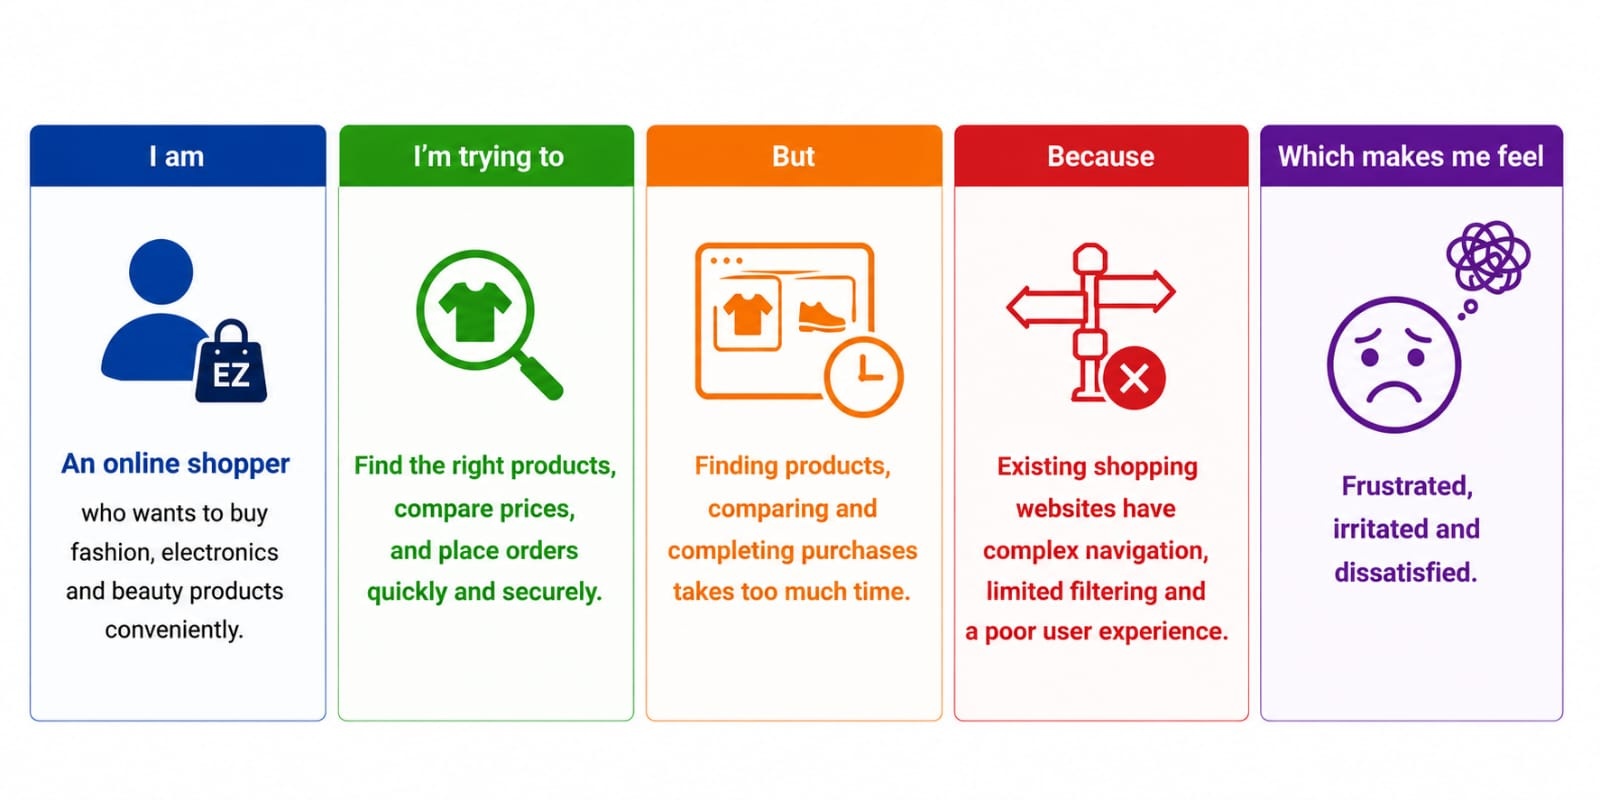 I am
EZ
An online shopper
who wants to buy
fashion, electronics
and beauty products
conveniently.
I’m trying to
Find the right products,
compare prices,
and place orders
quickly and securely.
But
Finding products,
comparing and
completing purchases
takes too much time.
Because
Existing shopping
websites have
complex navigation,
limited filtering and
a poor user experience.
Which makes me feel
Frustrated,
irritated and
dissatisfied.